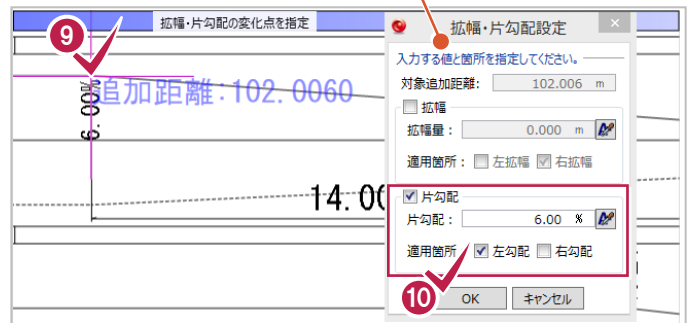 拡幅・片勾配の変化点を指定
9
追加距離:102.0060
6.00%
14.00
拡幅・片勾配設定
入力する値と箇所を指定してください。
対象追加距離: 102.006 m
拡幅
拡幅量: 0.000 m
適用箇所: 左拡幅 右拡幅
片勾配
片勾配: 6.00 %
適用箇所: 左勾配 右勾配
10
OK キャンセル